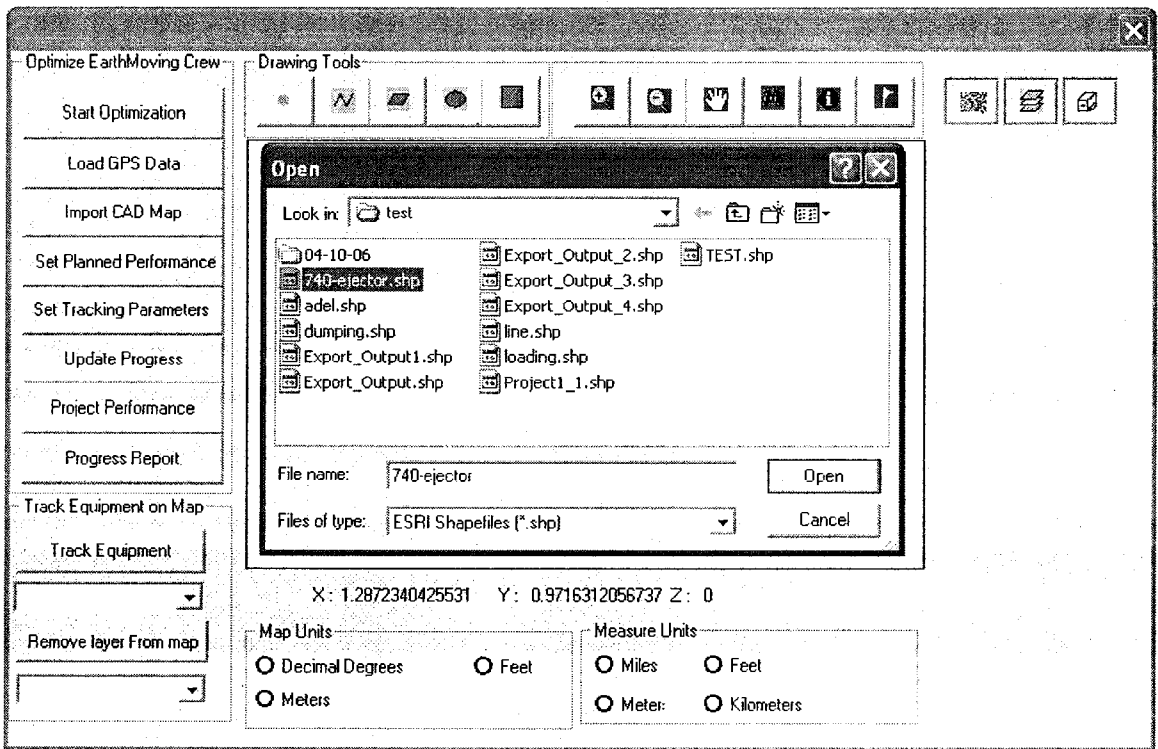 Optimize EarthMoving Crew
Start Optimization
Load GPS Data
Import CAD Map
Set Planned Performance
Set Tracking Parameters
Update Progress
Project Performance
Progress Report
Track Equipment on Map
Track Equipment
Remove layer From map
Drawing Tools
Open
Look in: test
04-10-06
740-ejector.shp
adel.shp
dumping.shp
Export_Output1.shp
Export_Output.shp
Export_Output_2.shp
Export_Output_3.shp
Export_Output_4.shp
line.shp
loading.shp
Project1_1.shp
TEST.shp
File name: 740-ejector Open
Files of type: ESRI Shapefiles (*.shp) Cancel
X: 1.2872340425531 Y: 0.9716312056737 Z: 0
Map Units
Decimal Degrees Feet
Meters
Measure Units
Miles Feet
Meter: Kilometers